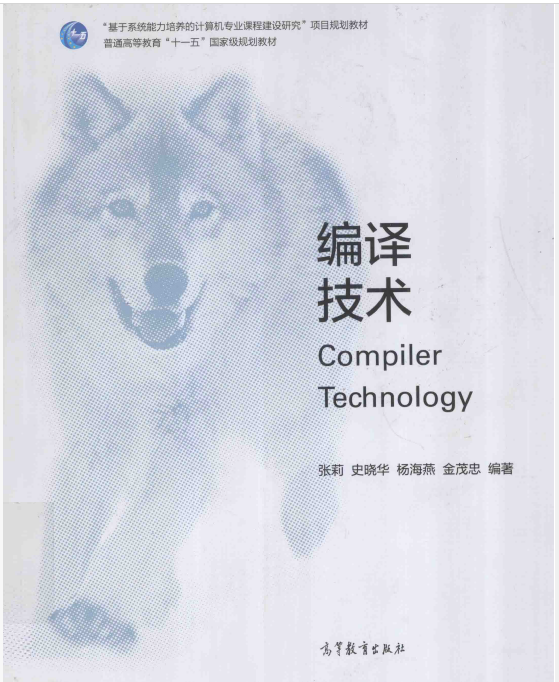 “基于系统能力培养的计算机专业课程建设研究”项目规划教材
十一五
普通高等教育“十一五”国家级规划教材
编译
技术
Compiler
Technology
张莉 史晓华 杨海燕 金茂忠 编著
高等教育出版社